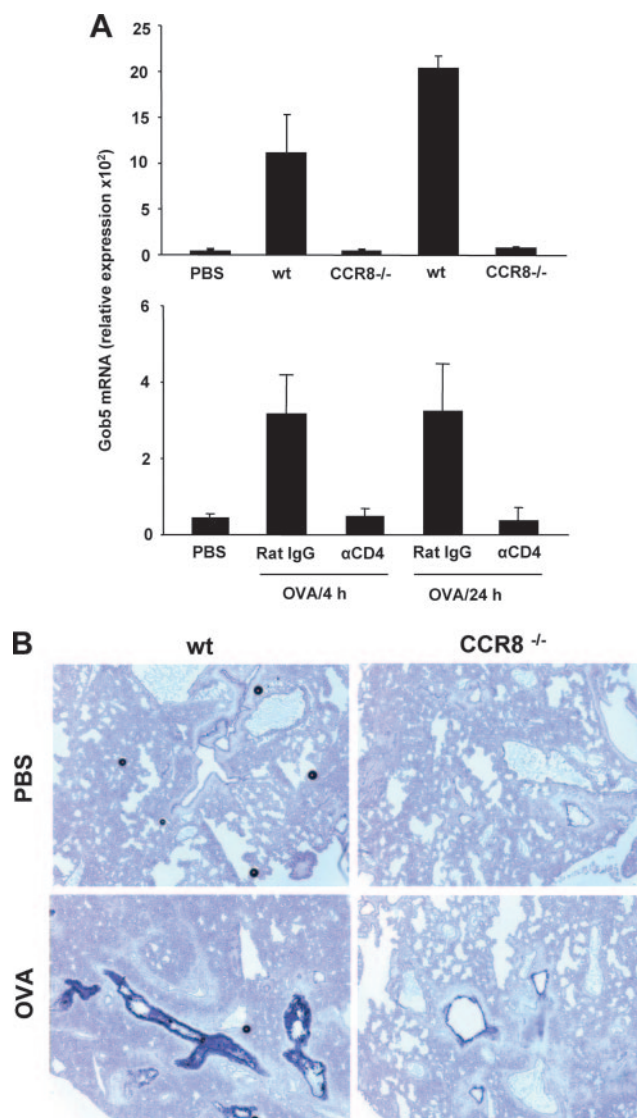 A
Gob5 mRNA (relative expression x10²)
25
20
15
10
5
0
PBS wt CCR8-/- wt CCR8-/-
6
4
2
0
PBS Rat IgG αCD4 Rat IgG αCD4
OVA/4 h OVA/24 h
B
wt CCR8 -/-
PBS
OVA